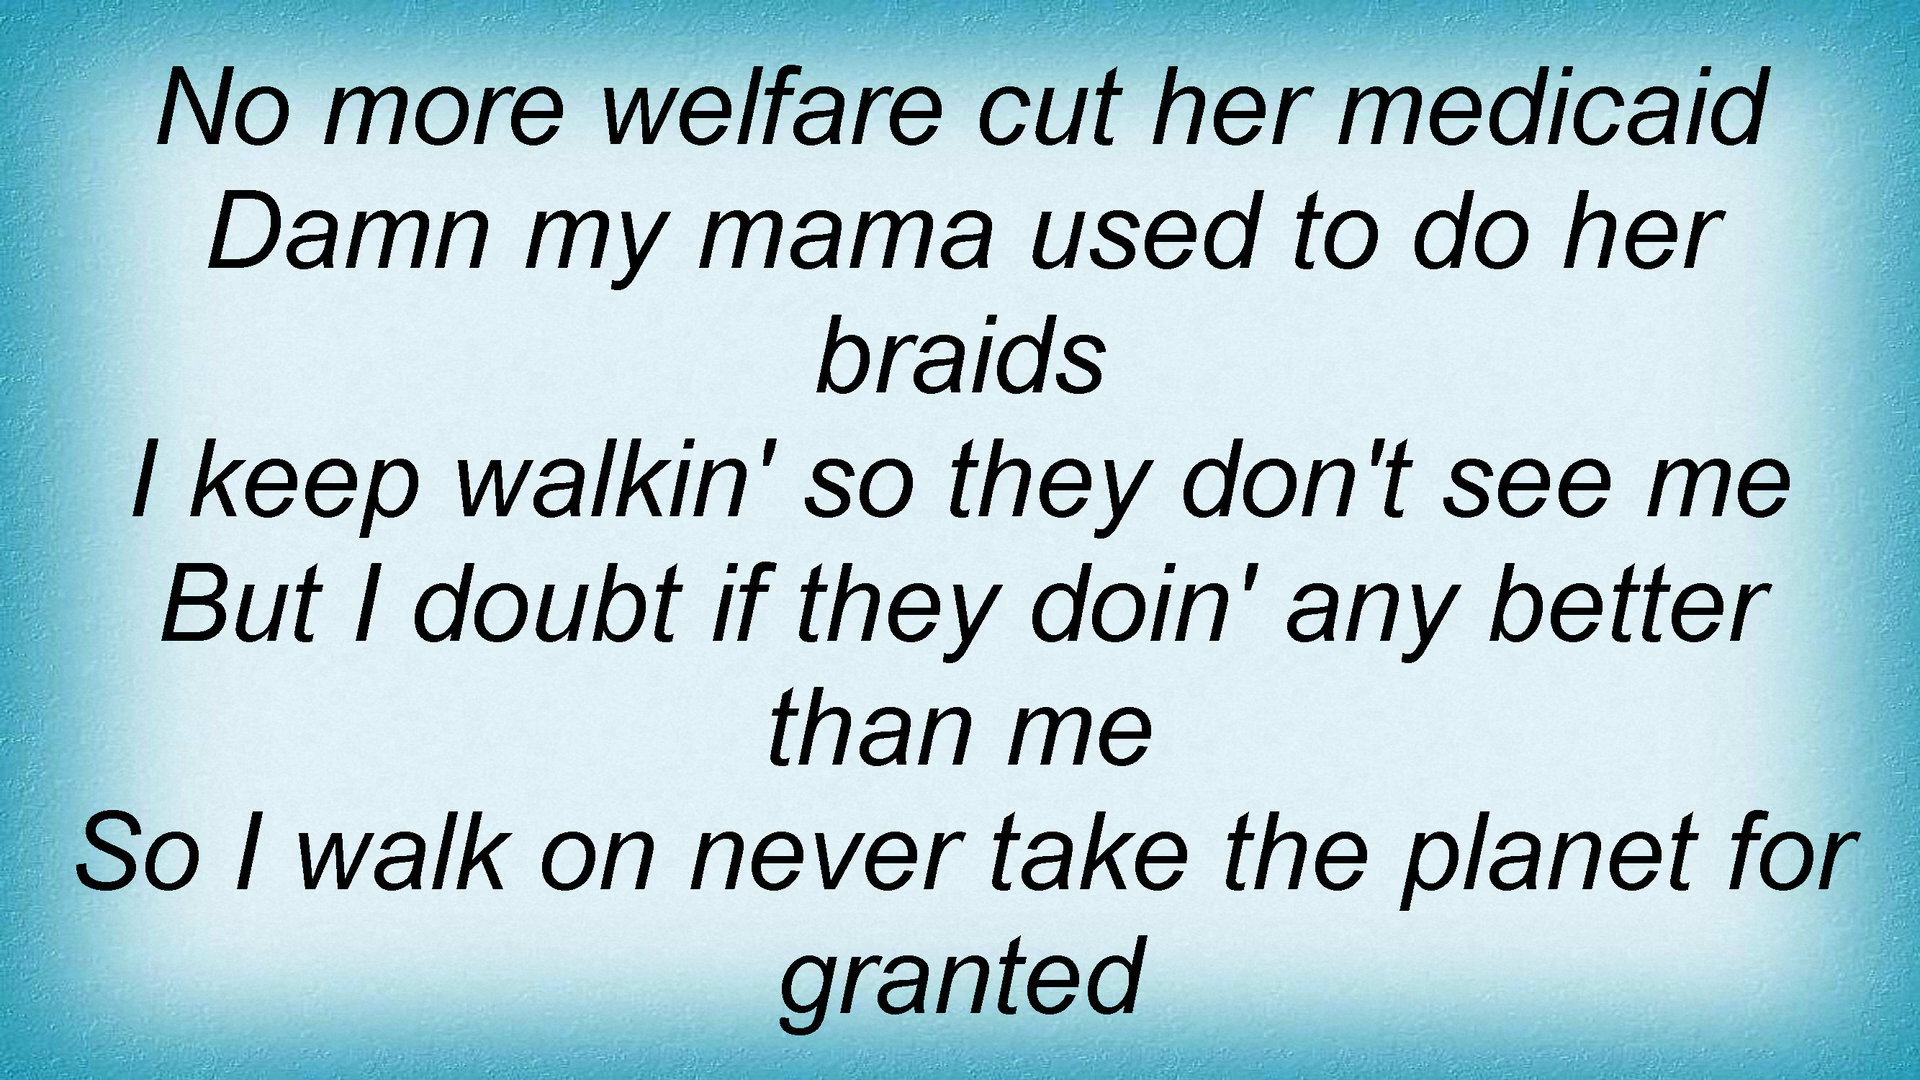 No more welfare cut her medicaid
Damn my mama used to do her
braids
I keep walkin' so they don't see me
But I doubt if they doin' any better
than me
So I walk on never take the planet for
granted